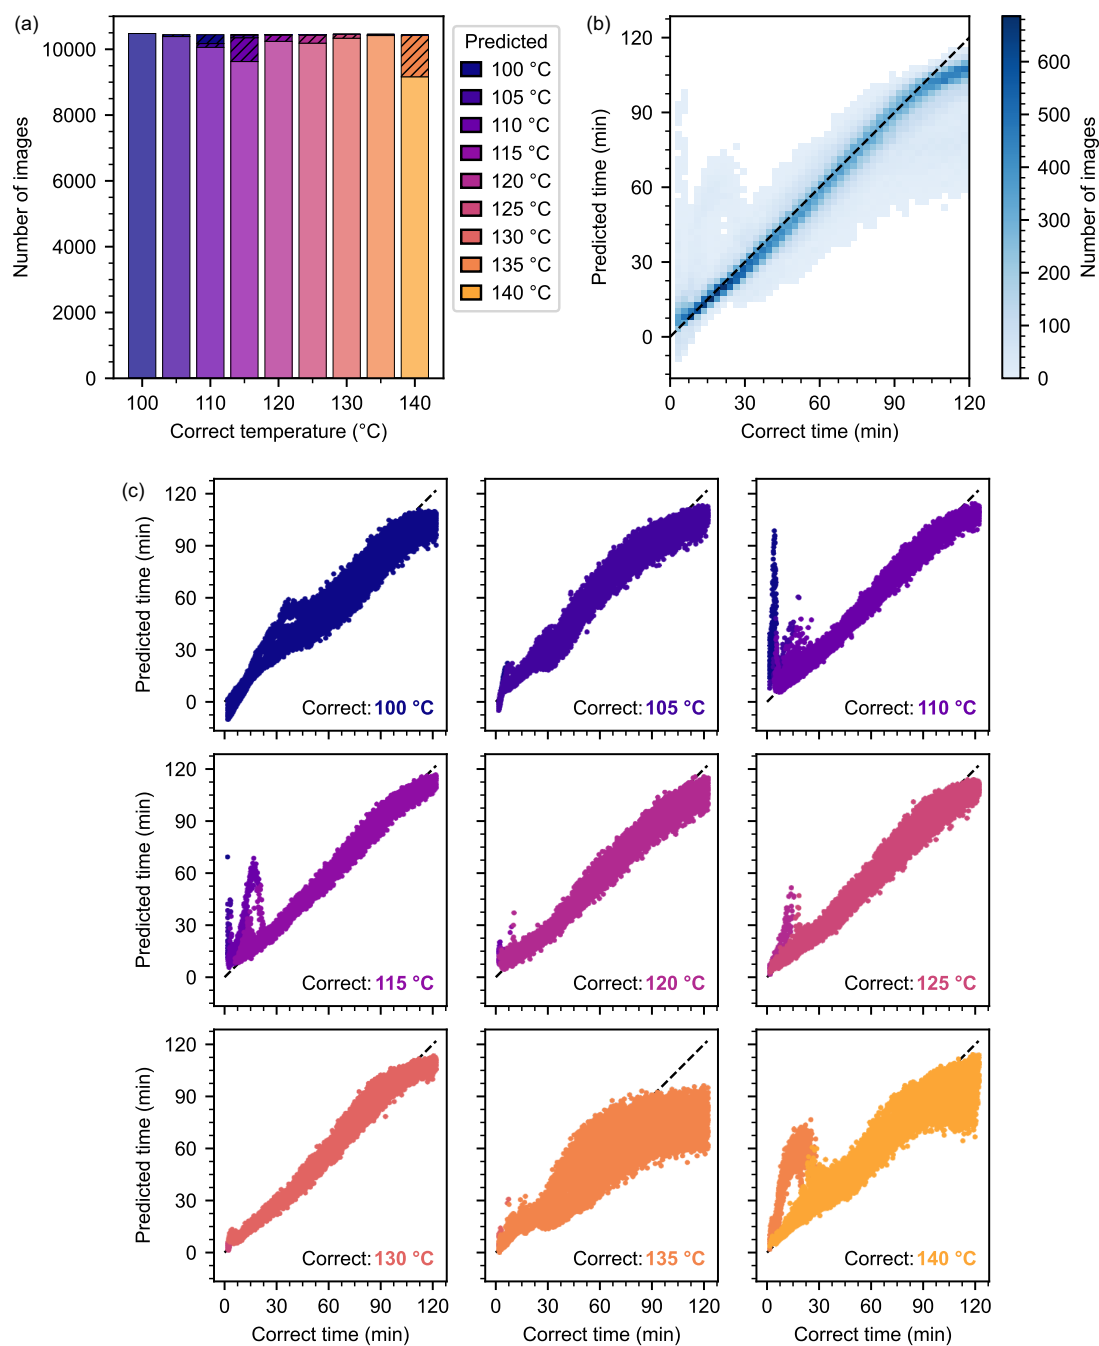 (a)
Number of images
10000
8000
6000
4000
2000
0
100
110
120
130
140
Correct temperature (°C)
Predicted
100 °C
105 °C
110 °C
115 °C
120 °C
125 °C
130 °C
135 °C
140 °C
(b)
Predicted time (min)
120
90
60
30
0
0
30
60
90
120
Correct time (min)
600
500
400
300
200
100
0
Number of images
(c)
Predicted time (min)
120
90
60
30
0
Correct: 100 °C
Correct: 105 °C
Correct: 110 °C
Predicted time (min)
120
90
60
30
0
Correct: 115 °C
Correct: 120 °C
Correct: 125 °C
Predicted time (min)
120
90
60
30
0
Correct: 130 °C
Correct: 135 °C
Correct: 140 °C
0
30
60
90
120
0
30
60
90
120
0
30
60
90
120
Correct time (min)
Correct time (min)
Correct time (min)